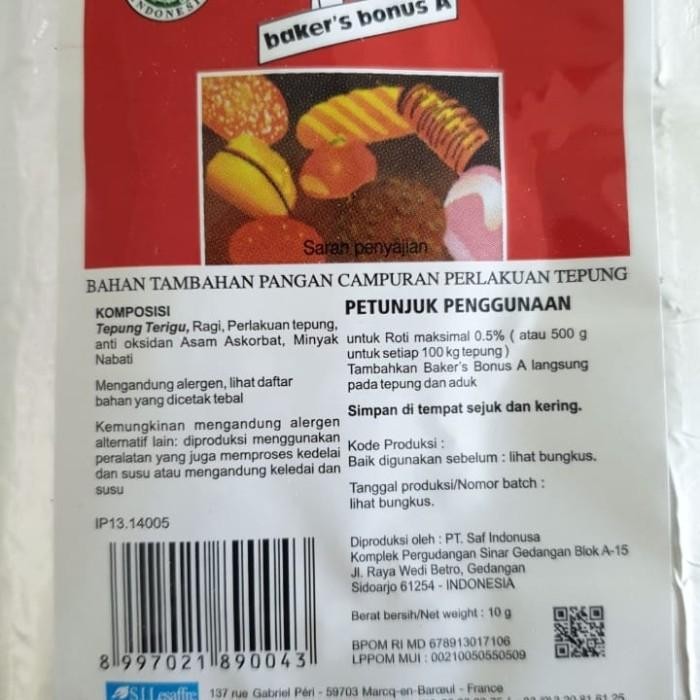 INDONESIA
baker's bonus A
Sarah penyajian
BAHAN TAMBAHAN PANGAN CAMPURAN PERLAKUAN TEPUNG
KOMPOSISI
Tepung Terigu, Ragi, Perlakuan tepung,
anti oksidan Asam Askorbat, Minyak
Nabati
Mengandung alergen, lihat daftar
bahan yang dicetak tebal
Kemungkinan mengandung alergen
alternatif lain: diproduksi menggunakan
peralatan yang juga memproses kedelai
dan susu atau mengandung keledai dan
susu
IP13.14005
8 997021 890043
PETUNJUK PENGGUNAAN
untuk Roti maksimal 0.5% ( atau 500 g
untuk setiap 100 kg tepung )
Tambahkan Baker's Bonus A langsung
pada tepung dan aduk
Simpan di tempat sejuk dan kering.
Kode Produksi :
Baik digunakan sebelum : lihat bungkus.
Tanggal produksi/Nomor batch :
lihat bungkus.
Diproduksi oleh : PT. Saf Indonusa
Komplek Pergudangan Sinar Gedangan Blok A-15
Jl. Raya Wedi Betro, Gedangan
Sidoarjo 61254 - INDONESIA
Berat bersih/Net weight : 10 g
BPOM RI MD 678913017106
LPPOM MUI : 00210050550509
S.I.Lesaffre
137 rue Gabriel Péri - 59703 Marcq-en-Barœul - France